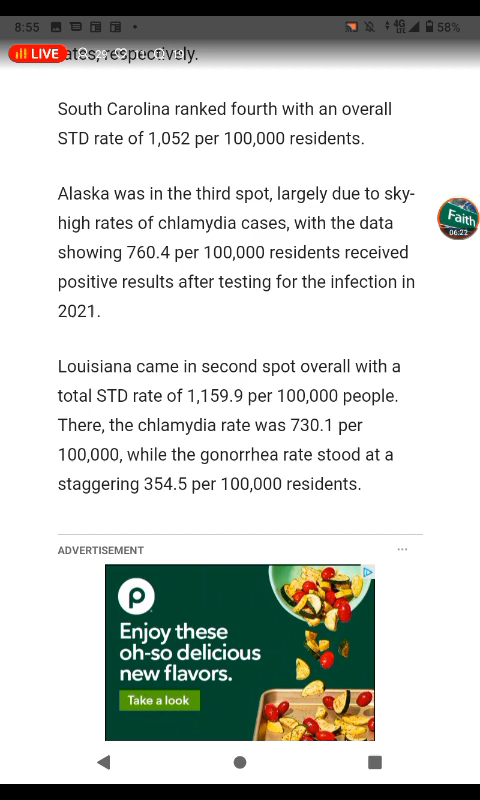 8:55
4G
LTE
58%
LIVE
ates, respectively.
South Carolina ranked fourth with an overall
STD rate of 1,052 per 100,000 residents.
Alaska was in the third spot, largely due to sky-
high rates of chlamydia cases, with the data
showing 760.4 per 100,000 residents received
positive results after testing for the infection in
2021.
Faith
06:22
Louisiana came in second spot overall with a
total STD rate of 1,159.9 per 100,000 people.
There, the chlamydia rate was 730.1 per
100,000, while the gonorrhea rate stood at a
staggering 354.5 per 100,000 residents.
ADVERTISEMENT
p
Enjoy these
oh-so delicious
new flavors.
Take a look